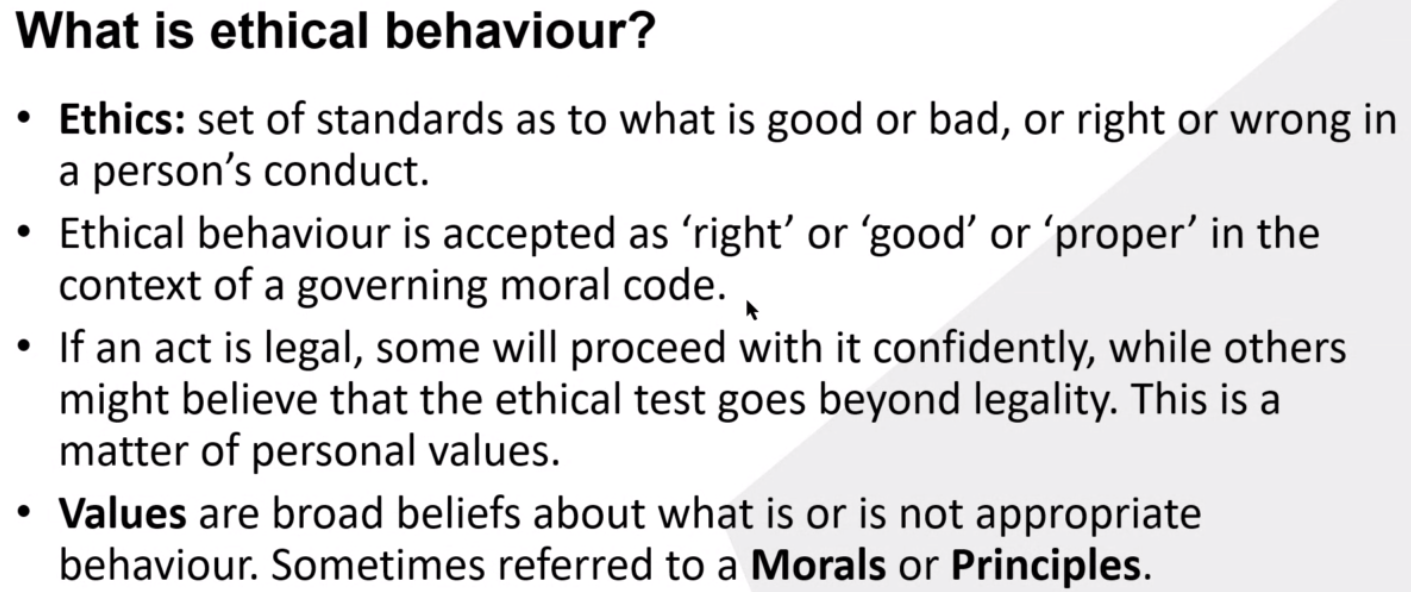 What is ethical behaviour?
• Ethics: set of standards as to what is good or bad, or right or wrong in
a person’s conduct.
• Ethical behaviour is accepted as ‘right’ or ‘good’ or ‘proper’ in the
context of a governing moral code.
• If an act is legal, some will proceed with it confidently, while others
might believe that the ethical test goes beyond legality. This is a
matter of personal values.
• Values are broad beliefs about what is or is not appropriate
behaviour. Sometimes referred to a Morals or Principles.